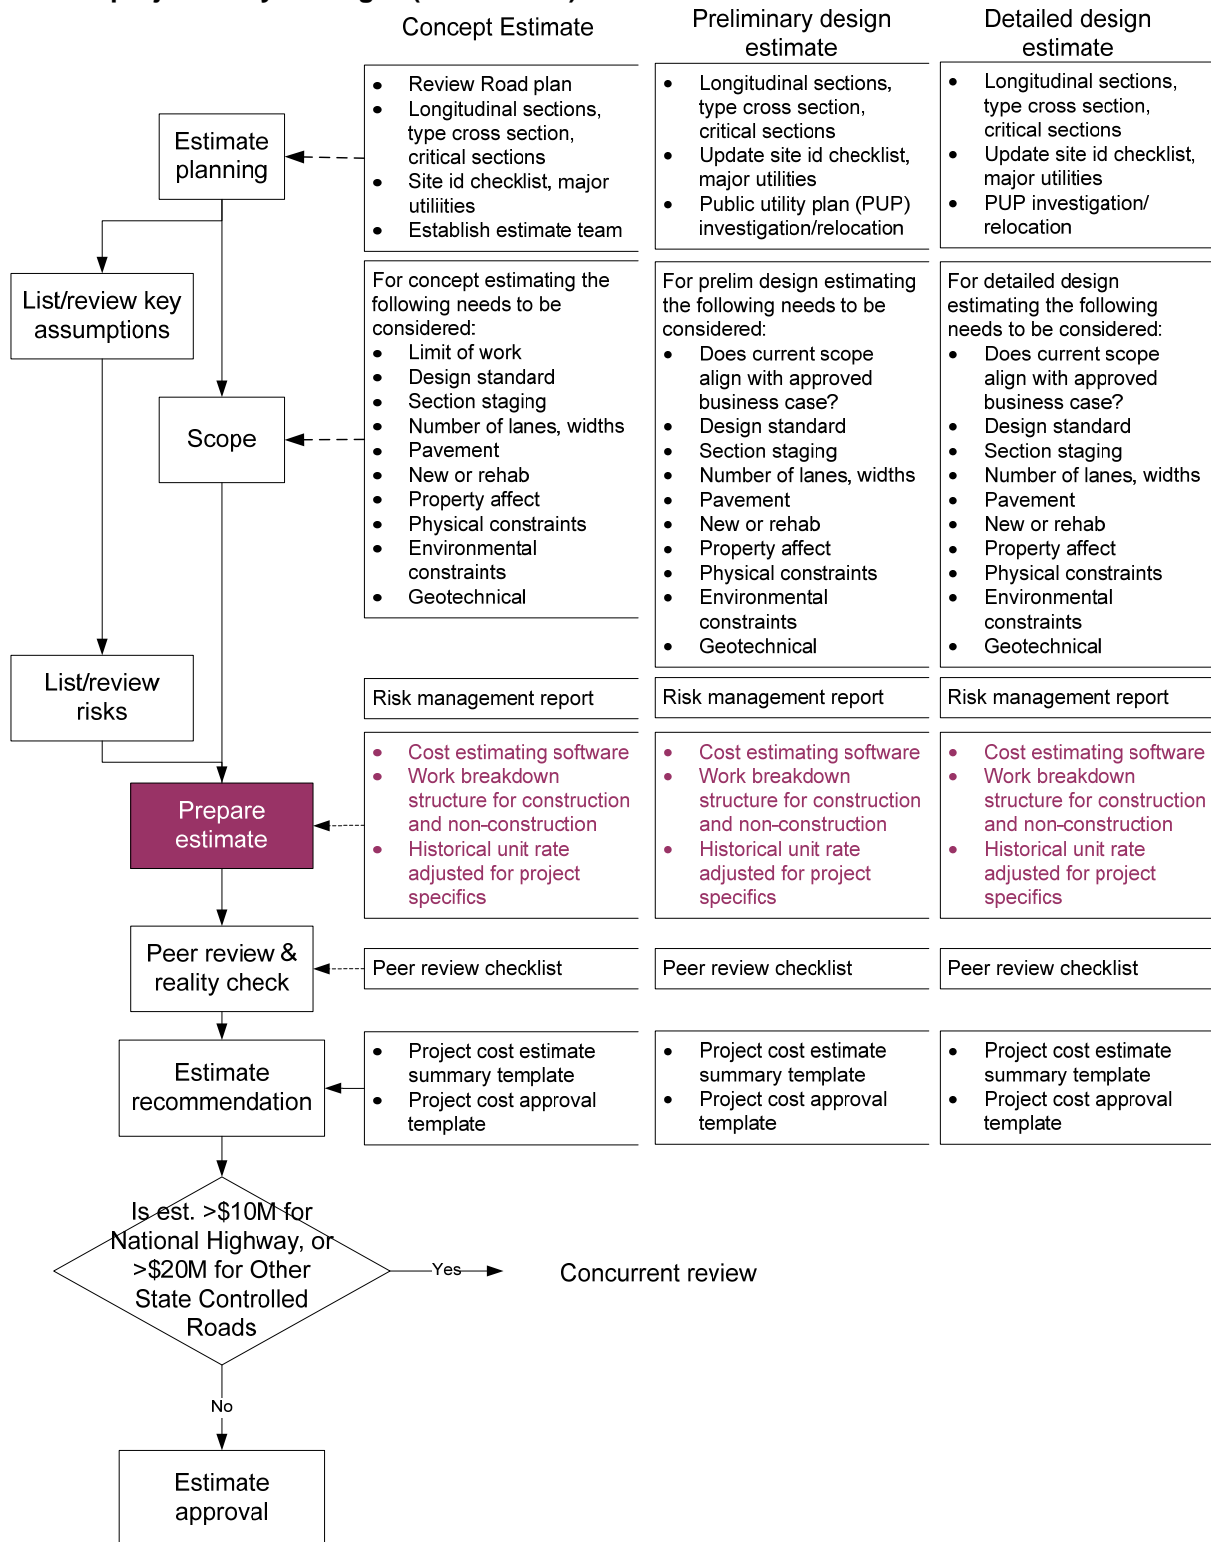 Concept Estimate
Preliminary design
estimate
Detailed design
estimate
Estimate
planning
● Review Road plan
● Longitudinal sections,
type cross section,
critical sections
● Site id checklist, major
utiliities
● Establish estimate team
● Longitudinal sections,
type cross section,
critical sections
● Update site id checklist,
major utilities
● Public utility plan (PUP)
investigation/relocation
● Longitudinal sections,
type cross section,
critical sections
● Update site id checklist,
major utilities
● PUP investigation/
relocation
List/review key
assumptions
Scope
For concept estimating the
following needs to be
considered:
● Limit of work
● Design standard
● Section staging
● Number of lanes, widths
● Pavement
● New or rehab
● Property affect
● Physical constraints
● Environmental
constraints
● Geotechnical
For prelim design estimating
the following needs to be
considered:
● Does current scope
align with approved
business case?
● Design standard
● Section staging
● Number of lanes, widths
● Pavement
● New or rehab
● Property affect
● Physical constraints
● Environmental
constraints
● Geotechnical
For detailed design
estimating the following
needs to be considered:
● Does current scope
align with approved
business case?
● Design standard
● Section staging
● Number of lanes, widths
● Pavement
● New or rehab
● Property affect
● Physical constraints
● Environmental
constraints
● Geotechnical
List/review
risks
Risk management report
Risk management report
Risk management report
Prepare
estimate
● Cost estimating software
● Work breakdown
structure for construction
and non-construction
● Historical unit rate
adjusted for project
specifics
● Cost estimating software
● Work breakdown
structure for construction
and non-construction
● Historical unit rate
adjusted for project
specifics
● Cost estimating software
● Work breakdown
structure for construction
and non-construction
● Historical unit rate
adjusted for project
specifics
Peer review &
reality check
Peer review checklist
Peer review checklist
Peer review checklist
Estimate
recommendation
● Project cost estimate
summary template
● Project cost approval
template
● Project cost estimate
summary template
● Project cost approval
template
● Project cost estimate
summary template
● Project cost approval
template
Is est. >$10M for
National Highway, or
>$20M for Other
State Controlled
Roads
Yes
Concurrent review
No
Estimate
approval